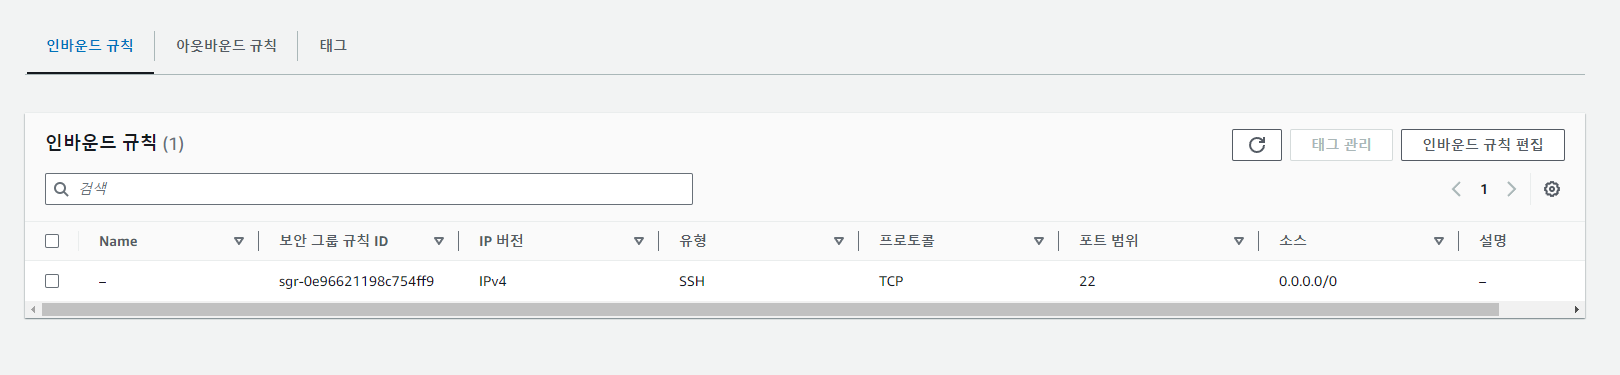 인바운드 규칙 아웃바운드 규칙 태그
인바운드 규칙 (1)
태그 관리 인바운드 규칙 편집
검색
1
Name 보안 그룹 규칙 ID IP 버전 유형 프로토콜 포트 범위 소스 설명
– sgr-0e96621198c754ff9 IPv4 SSH TCP 22 0.0.0.0/0 –